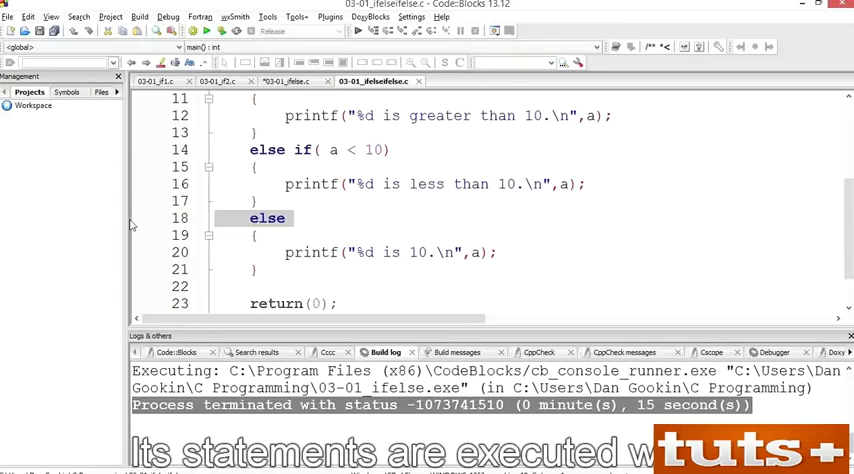 03-01_ifelseifelse.c - Code::Blocks 13.12
File Edit View Search Project Build Debug Fortran wxSmith Tools Tools+ Plugins DoxyBlocks Settings Help
Release
<global> main() : int
/** *<
S C
Management
Projects Symbols Files
Workspace
03-01_if1.c 03-01_if2.c *03-01_ifelse.c 03-01_ifelseifelse.c
11 {
12 printf("%d is greater than 10.\n",a);
13 }
14 else if( a < 10)
15 {
16 printf("%d is less than 10.\n",a);
17 }
18 else
19 {
20 printf("%d is 10.\n",a);
21 }
22
23 return(0);
Logs & others
Code::Blocks Search results Cccc Build log Build messages CppCheck CppCheck messages Cscope Debugger Doxy
Executing: C:\Program Files (x86)\CodeBlocks/cb_console_runner.exe "C:\Users\Dan
Gookin\C Programming\03-01_ifelse.exe" (in C:\Users\Dan Gookin\C Programming)
Process terminated with status -1073741510 (0 minute(s), 15 second(s))
Its statements are executed w
tuts+